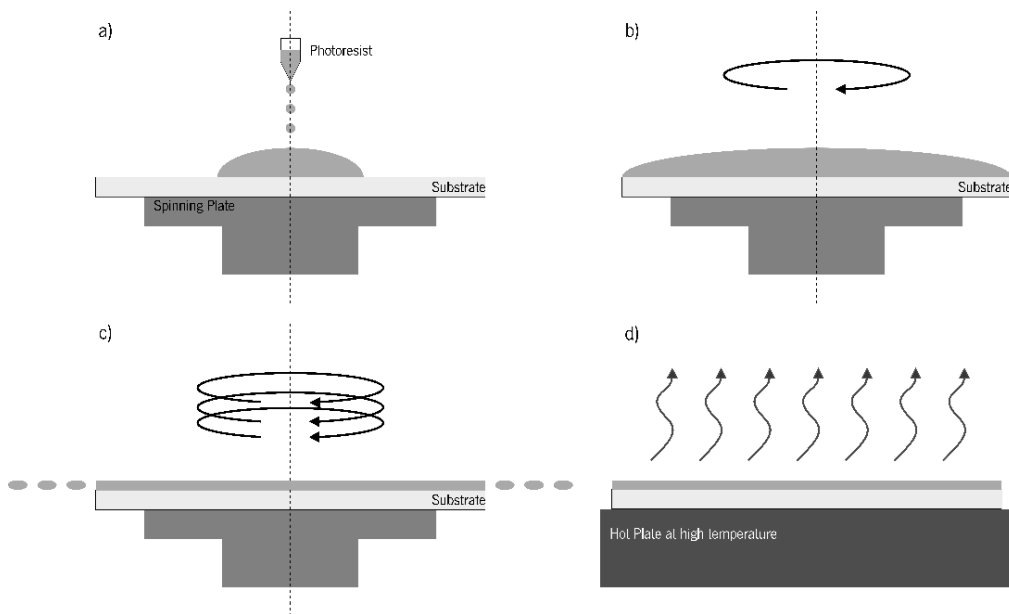 a)
Photoresist
Substrate
Spinning Plate
b)
Substrate
c)
Substrate
d)
Hot Plate at high temperature